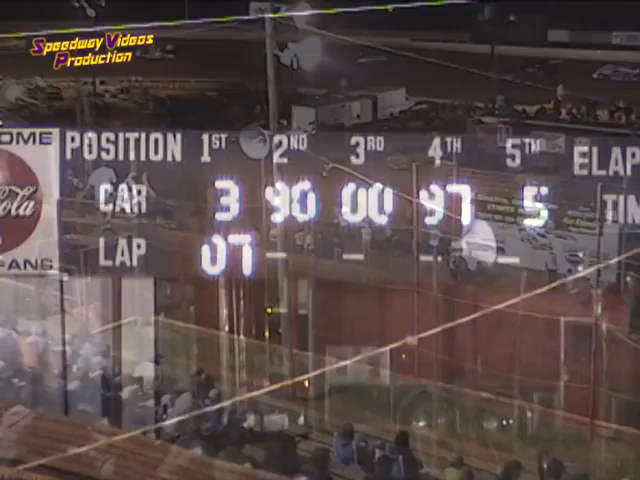 Speedway Videos
Production
OME
POSITION 1ST 2ND 3RD 4TH 5TH ELAP
Cola
CAR 3 90 00 97 5 TIM
LAP 07 – – – –
FANS